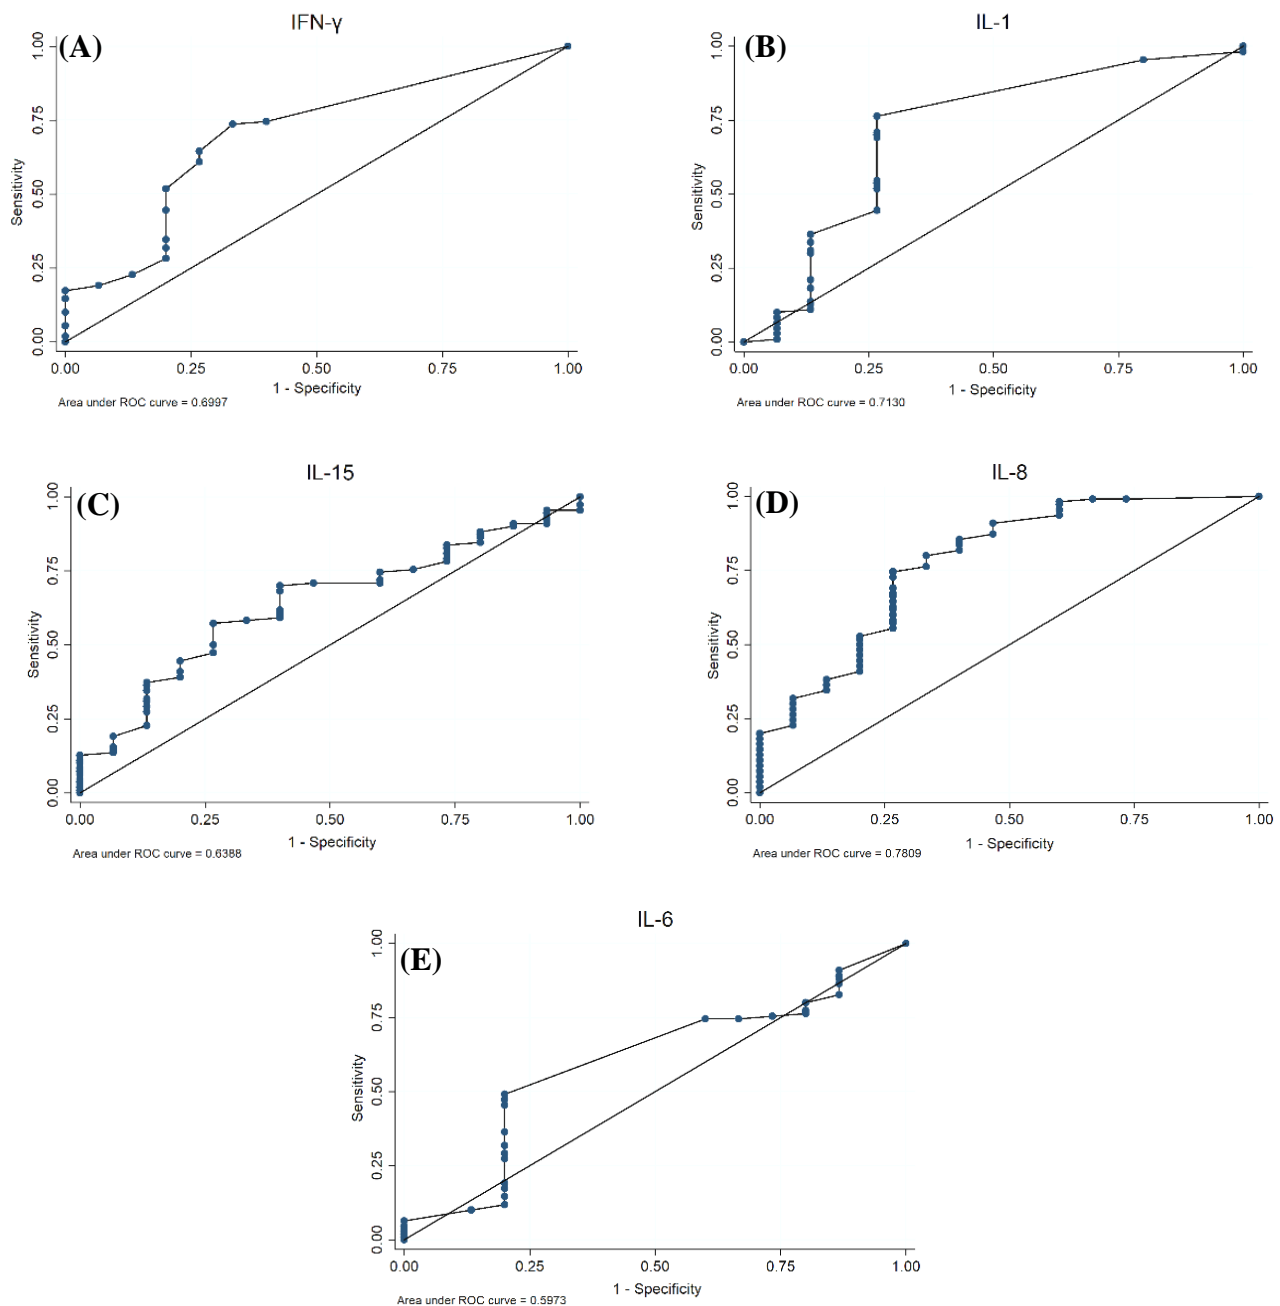 IFN-γ
(A)
Sensitivity
1.00
0.75
0.50
0.25
0.00
0.00 0.25 0.50 0.75 1.00
1 - Specificity
Area under ROC curve = 0.6997
IL-1
(B)
Sensitivity
1.00
0.75
0.50
0.25
0.00
0.00 0.25 0.50 0.75 1.00
1 - Specificity
Area under ROC curve = 0.7130
IL-15
(C)
Sensitivity
1.00
0.75
0.50
0.25
0.00
0.00 0.25 0.50 0.75 1.00
1 - Specificity
Area under ROC curve = 0.6388
IL-8
(D)
Sensitivity
1.00
0.75
0.50
0.25
0.00
0.00 0.25 0.50 0.75 1.00
1 - Specificity
Area under ROC curve = 0.7809
IL-6
(E)
Sensitivity
1.00
0.75
0.50
0.25
0.00
0.00 0.25 0.50 0.75 1.00
1 - Specificity
Area under ROC curve = 0.5973